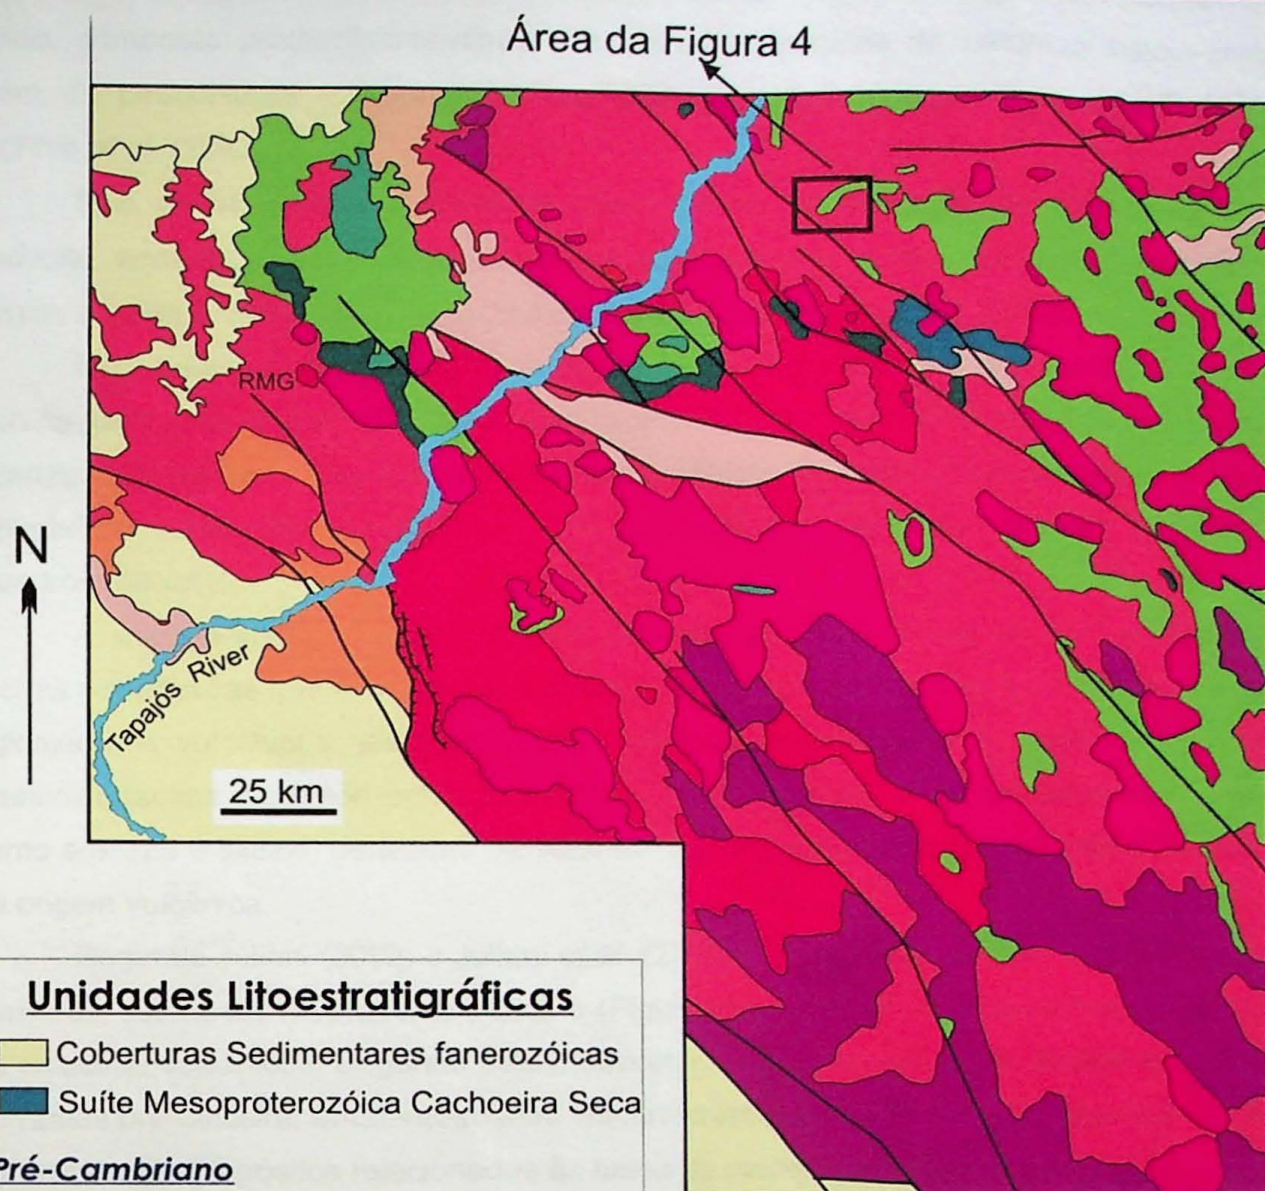 Área da Figura 4
RMG
N
Tapajós River
25 km
Unidades Litoestratigráficas
Coberturas Sedimentares fanerozóicas
Suíte Mesoproterozóica Cachoeira Seca
Pré-Cambriano